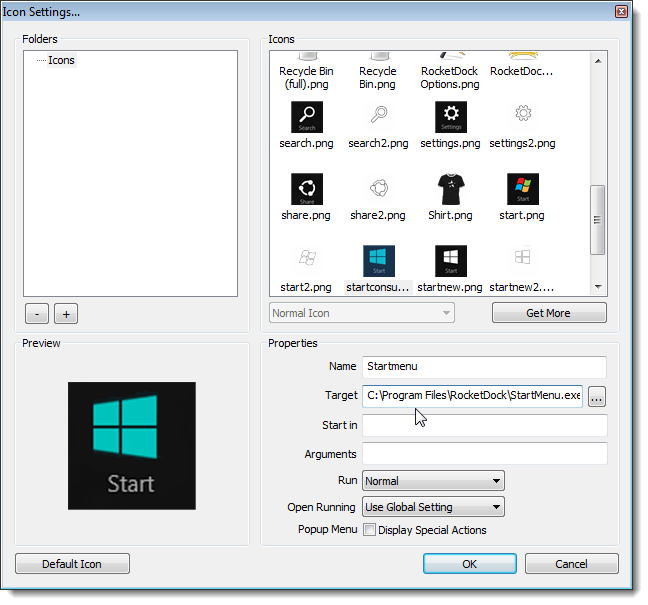 Icon Settings...
Folders
Icons
- +
Icons
Recycle Bin (full).png
Recycle Bin.png
RocketDock Options.png
RocketDoc...
Search
Settings
search.png
search2.png
settings.png
settings2.png
Share
Start
share.png
share2.png
Shirt.png
start.png
Start
Start
start2.png
startconsu...
startnew.png
startnew2....
Normal Icon
Get More
Preview
Start
Properties
Name Startmenu
Target C:\Program Files\RocketDock\StartMenu.exe ...
Start in
Arguments
Run Normal
Open Running Use Global Setting
Popup Menu Display Special Actions
Default Icon
OK
Cancel